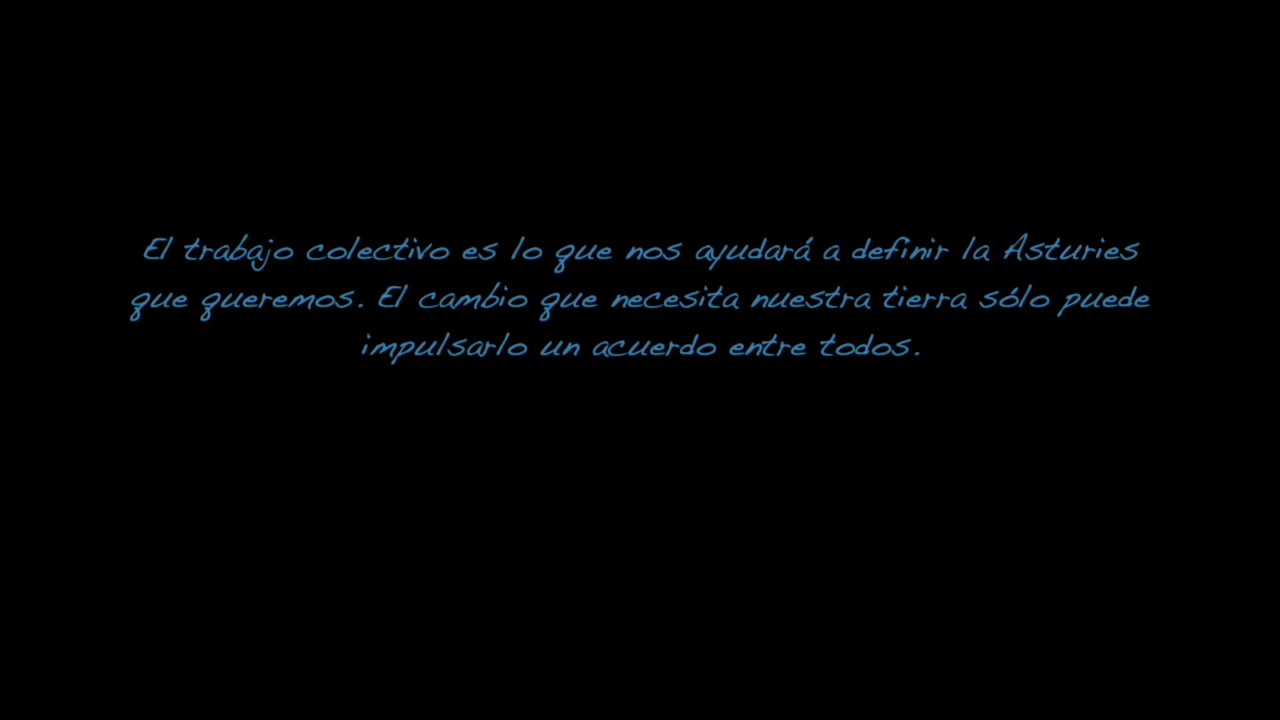 El trabajo colectivo es lo que nos ayudará a definir la Asturies
que queremos. El cambio que necesita nuestra tierra sólo puede
impulsarlo un acuerdo entre todos.